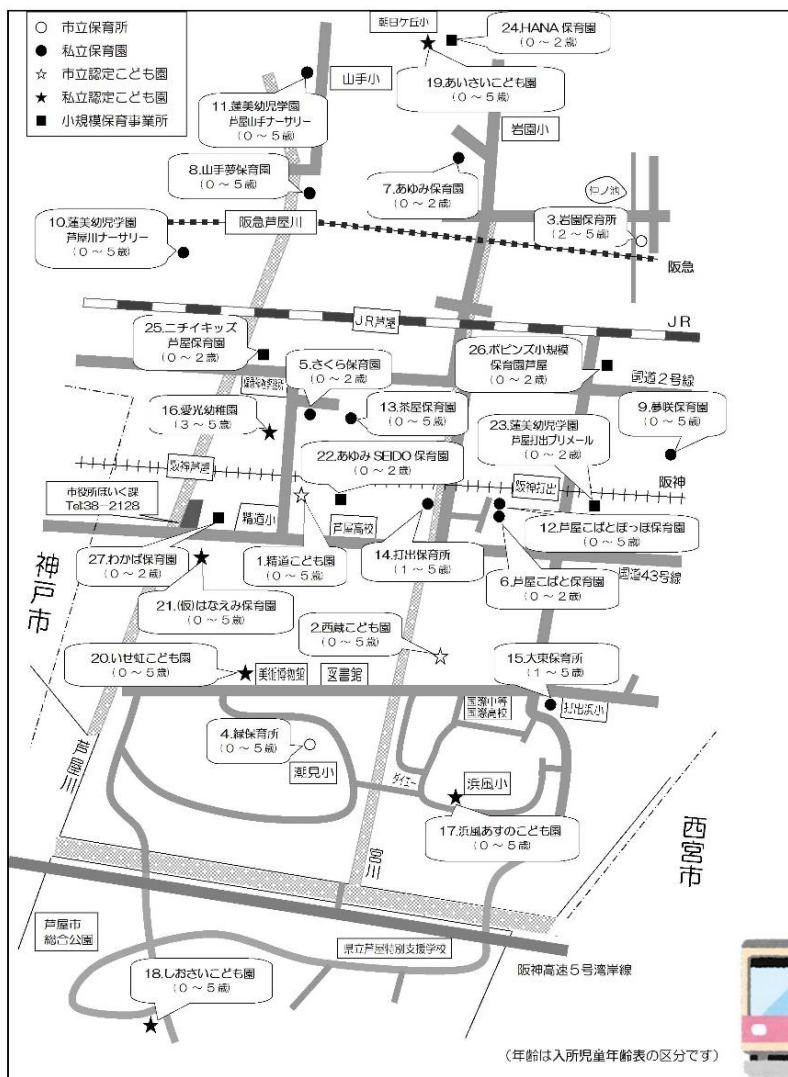 ○ 市立保育所
● 私立保育園
☆ 市立認定こども園
★ 私立認定こども園
■ 小規模保育事業所
朝日ケ丘小
24.HANA保育園
(0～2歳)
山手小
19.あいさいこども園
(0～5歳)
11.蓮美幼児学園
芦屋山手ナーサリー
(0～5歳)
岩園小
8.山手夢保育園
(0～5歳)
7.あゆみ保育園
(0～2歳)
仲ノ池
10.蓮美幼児学園
芦屋川ナーサリー
(0～5歳)
阪急芦屋川
3.岩園保育所
(2～5歳)
阪急
JR芦屋
JR
25.ニチイキッズ
芦屋保育園
(0～2歳)
5.さくら保育園
(0～2歳)
26.ポピンズ小規模
保育園芦屋
(0～2歳)
国道2号線
16.愛光幼稚園
(3～5歳)
13.茶屋保育園
(0～5歳)
23.蓮美幼児学園
芦屋打出プリメール
(0～2歳)
9.夢咲保育園
(0～5歳)
22.あゆみSEIDO保育園
(0～2歳)
阪神芦屋
阪神打出
阪神
市役所ほいく課
Tel:38-2128
精道小
芦屋高校
12.芦屋こばとぽっぽ保育園
(0～5歳)
神戸市
27.わかば保育園
(0～2歳)
1.精道こども園
(0～5歳)
14.打出保育所
(1～5歳)
6.芦屋こばと保育園
(0～2歳)
国道43号線
21.(仮)はなえみ保育園
(0～5歳)
2.西蔵こども園
(0～5歳)
20.いせ虹こども園
(0～5歳)
美術博物館
図書館
15.大東保育所
(1～5歳)
国際中等
国際高校
打出浜小
4.緑保育所
(0～5歳)
潮見小
芦屋川
ダイエー
浜風小
17.浜風あすのこども園
(0～5歳)
西宮市
宮川
芦屋市
総合公園
県立芦屋特別支援学校
阪神高速5号湾岸線
18.しおさいこども園
(0～5歳)
(年齢は入所児童年齢表の区分です)